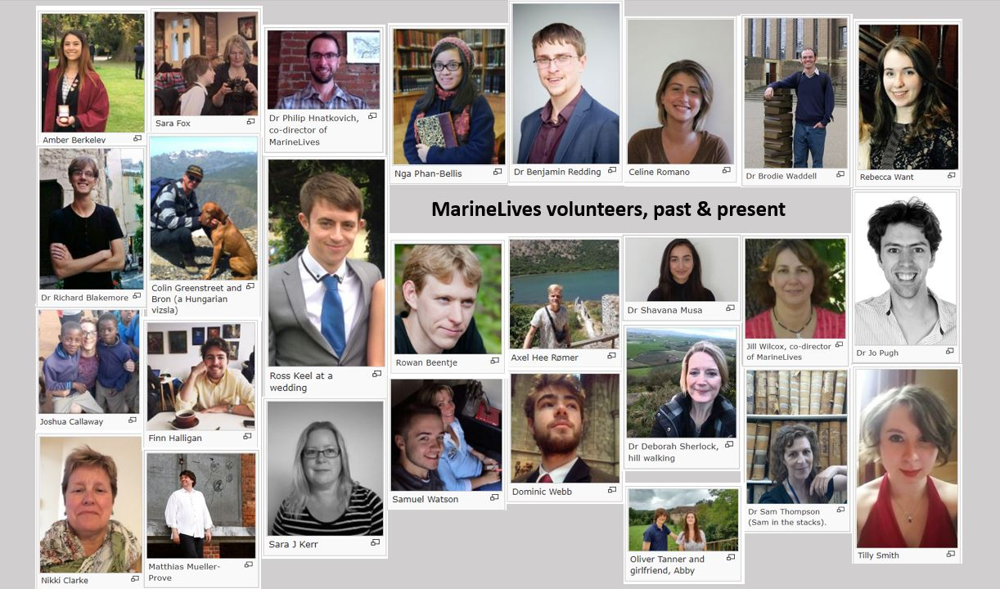 Amber Berkeley
Sara Fox
Dr Philip Hnatkovich,
co-director of
MarineLives
Nga Phan-Bellis
Dr Benjamin Redding
Celine Romano
Dr Brodie Waddell
Rebecca Want
MarineLives volunteers, past & present
Dr Richard Blakemore
Colin Greenstreet and
Bron (a Hungarian
vizsla)
Ross Keel at a
wedding
Rowan Beentje
Axel Hee Rømer
Dr Shavana Musa
Jill Wilcox, co-director
of MarineLives
Dr Jo Pugh
Joshua Callaway
Finn Halligan
Samuel Watson
Dominic Webb
Dr Deborah Sherlock,
hill walking
Dr Sam Thompson
(Sam in the stacks).
Nikki Clarke
Matthias Mueller-
Prove
Sara J Kerr
Oliver Tanner and
girlfriend, Abby
Tilly Smith